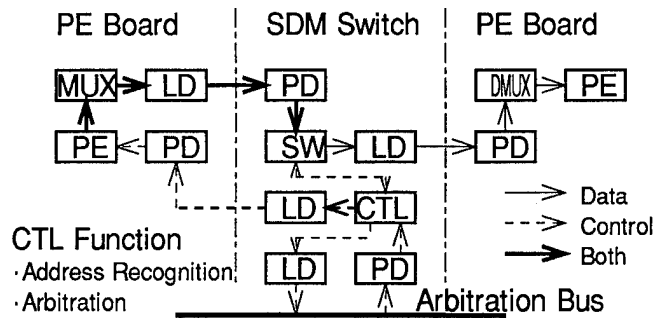 PE Board SDM Switch PE Board
MUX LD PD DMUX PE
PE PD SW LD PD
LD CTL
Data
Control
Both
CTL Function
·Address Recognition
·Arbitration
LD PD
Arbitration Bus